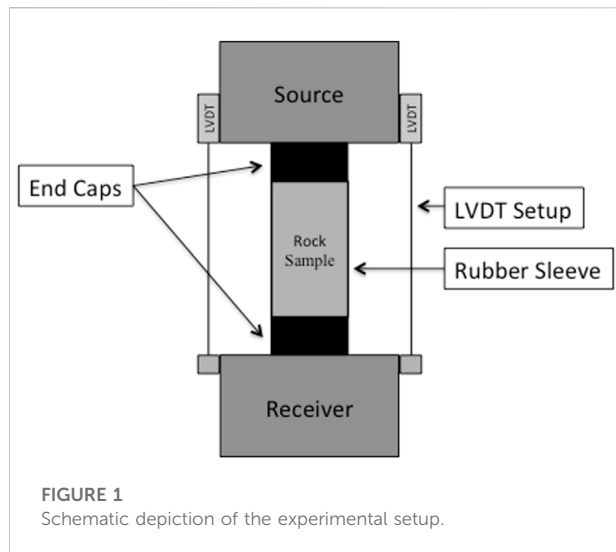 Source
LVDT
LVDT
End Caps
LVDT Setup
Rock
Sample
Rubber Sleeve
Receiver
FIGURE 1
Schematic depiction of the experimental setup.